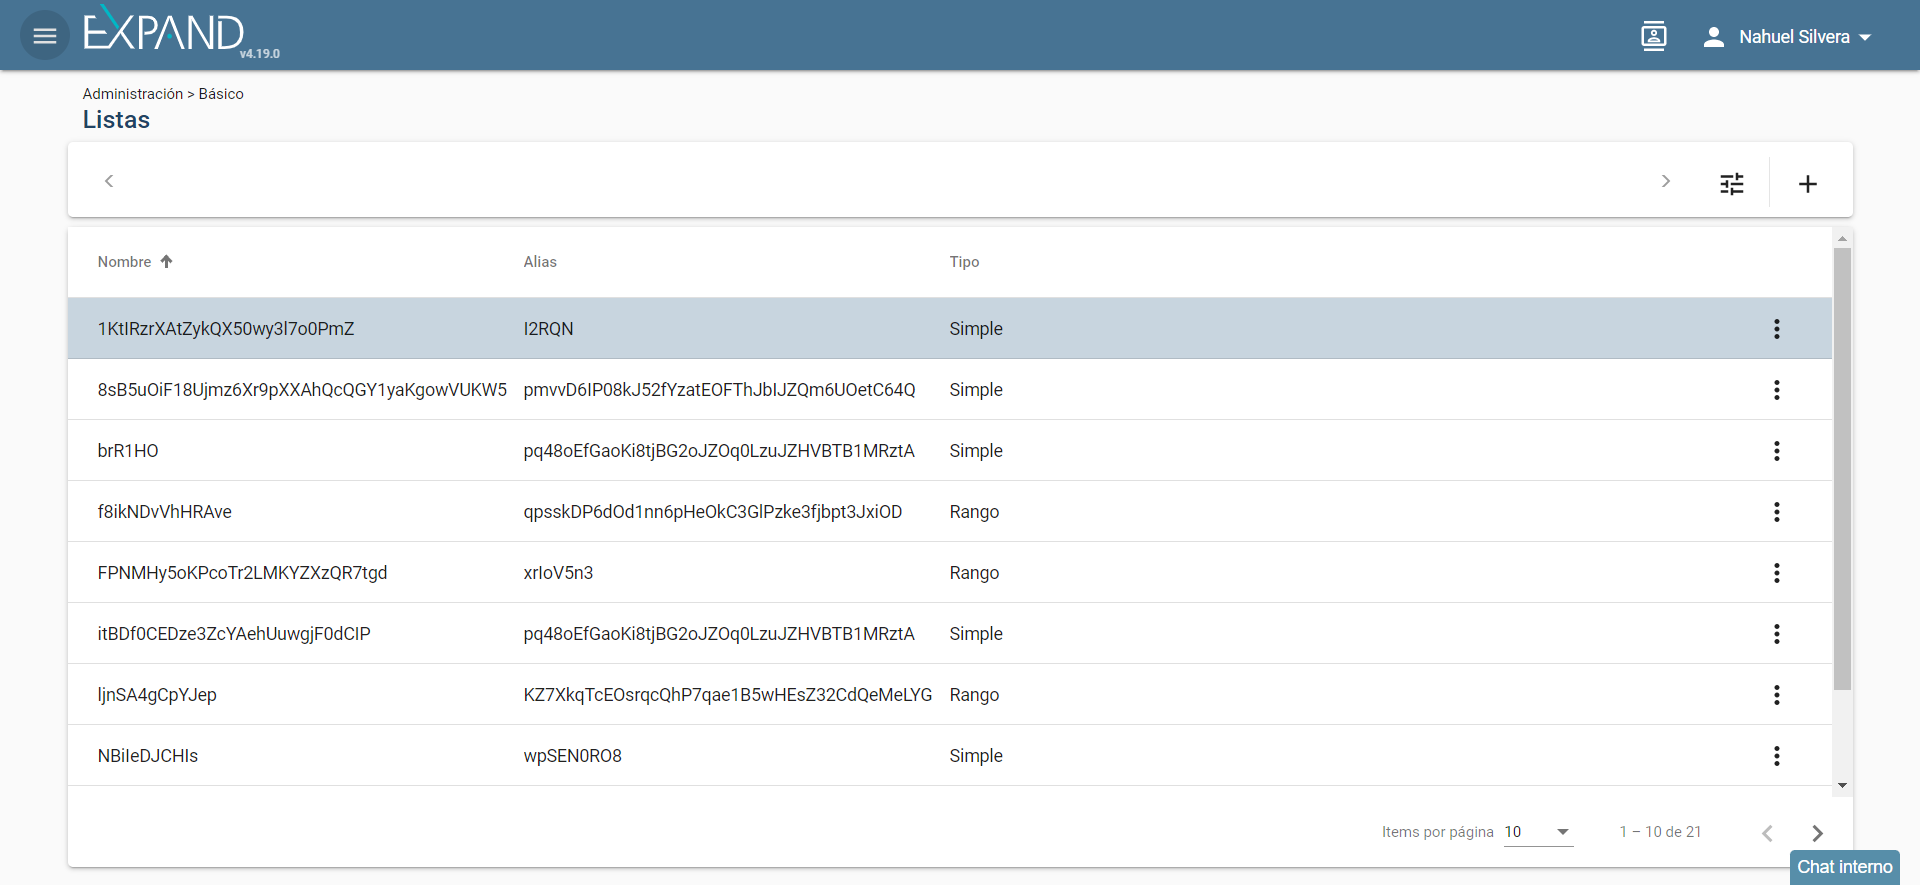 EXPAND v4.19.0
Nahuel Silvera
Administración > Básico
Listas
Nombre Alias Tipo
1KtIRzrXAtZykQX50wy3l7o0PmZ I2RQN Simple
8sB5uOiF18Ujmz6Xr9pXXAhQcQGY1yaKgowVUKW5 pmvvD6IP08kJ52fYzatEOFThJbIJZQm6UOetC64Q Simple
brR1HO pq48oEfGaoKi8tjBG2oJZOq0LzuJZHVBTB1MRztA Simple
f8ikNDvVhHRAve qpsskDP6dOd1nn6pHeOkC3GlPzke3fjbpt3JxiOD Rango
FPNMHy5oKPcoTr2LMKYZXzQR7tgd xrIoV5n3 Rango
itBDf0CEDze3ZcYAehUuwgjF0dCIP pq48oEfGaoKi8tjBG2oJZOq0LzuJZHVBTB1MRztA Simple
ljnSA4gCpYJep KZ7XkqTcEOsrqcQhP7qae1B5wHEsZ32CdQeMeLYG Rango
NBiIeDJCHIs wpSEN0RO8 Simple
Items por página 10 1 – 10 de 21
Chat interno